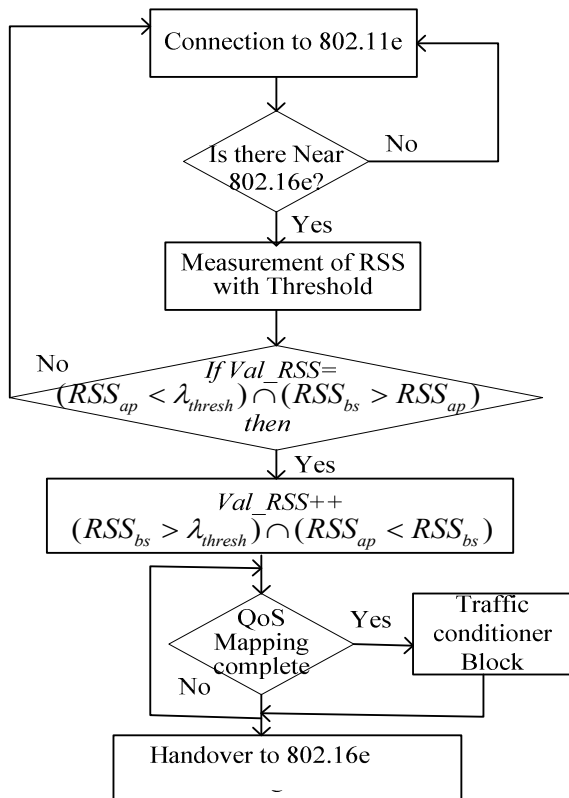 Connection to 802.11e
Is there Near
802.16e?
No
Yes
Measurement of RSS
with Threshold
No
If Val_RSS=
(RSS_ap < λ_thresh) ∩ (RSS_bs > RSS_ap)
then
Yes
Val_RSS++
(RSS_bs > λ_thresh) ∩ (RSS_ap < RSS_bs)
QoS
Mapping
complete
Yes
Traffic
conditioner
Block
No
Handover to 802.16e